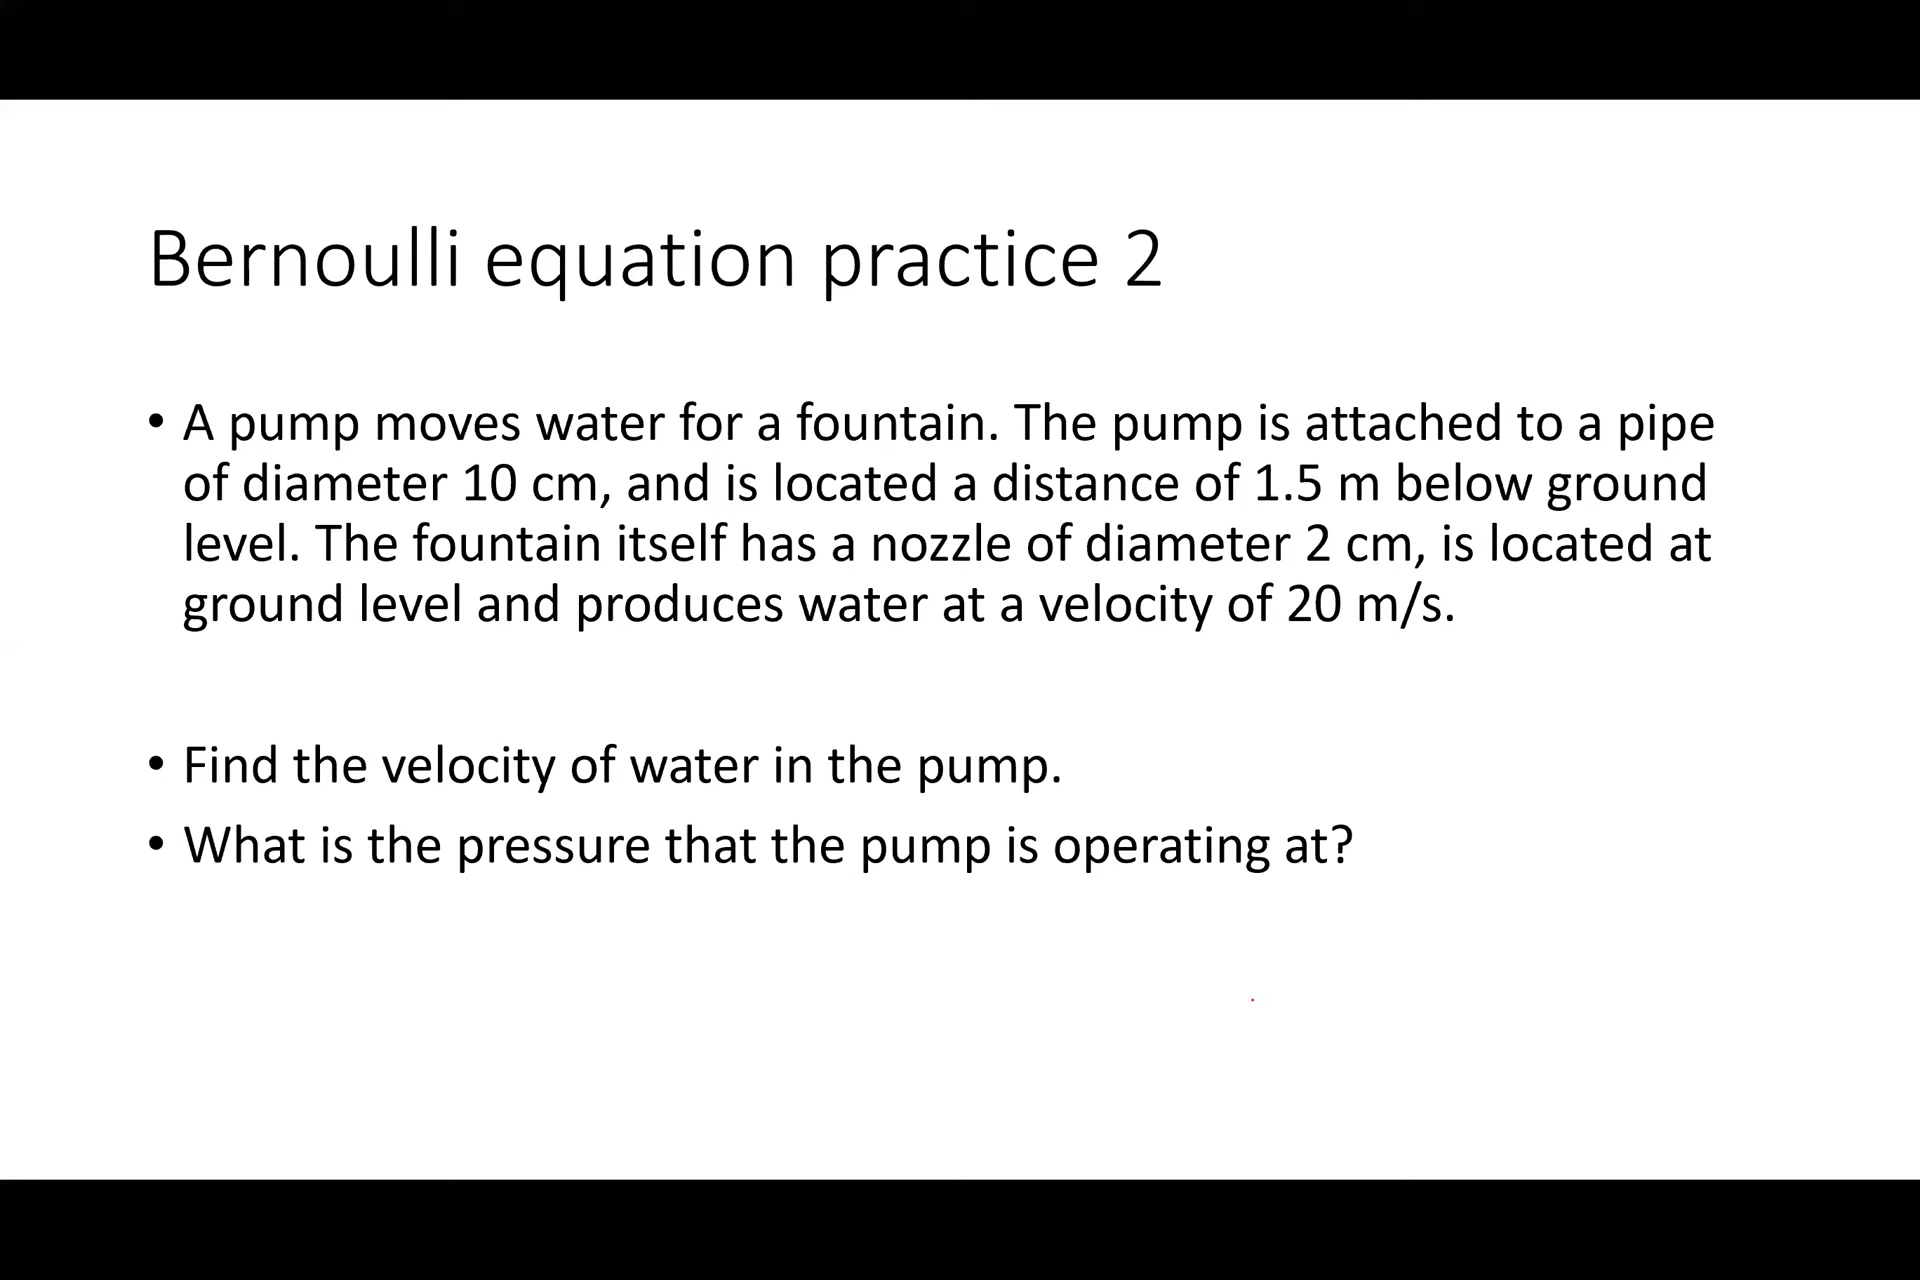 Bernoulli equation practice 2
• A pump moves water for a fountain. The pump is attached to a pipe
of diameter 10 cm, and is located a distance of 1.5 m below ground
level. The fountain itself has a nozzle of diameter 2 cm, is located at
ground level and produces water at a velocity of 20 m/s.
• Find the velocity of water in the pump.
• What is the pressure that the pump is operating at?